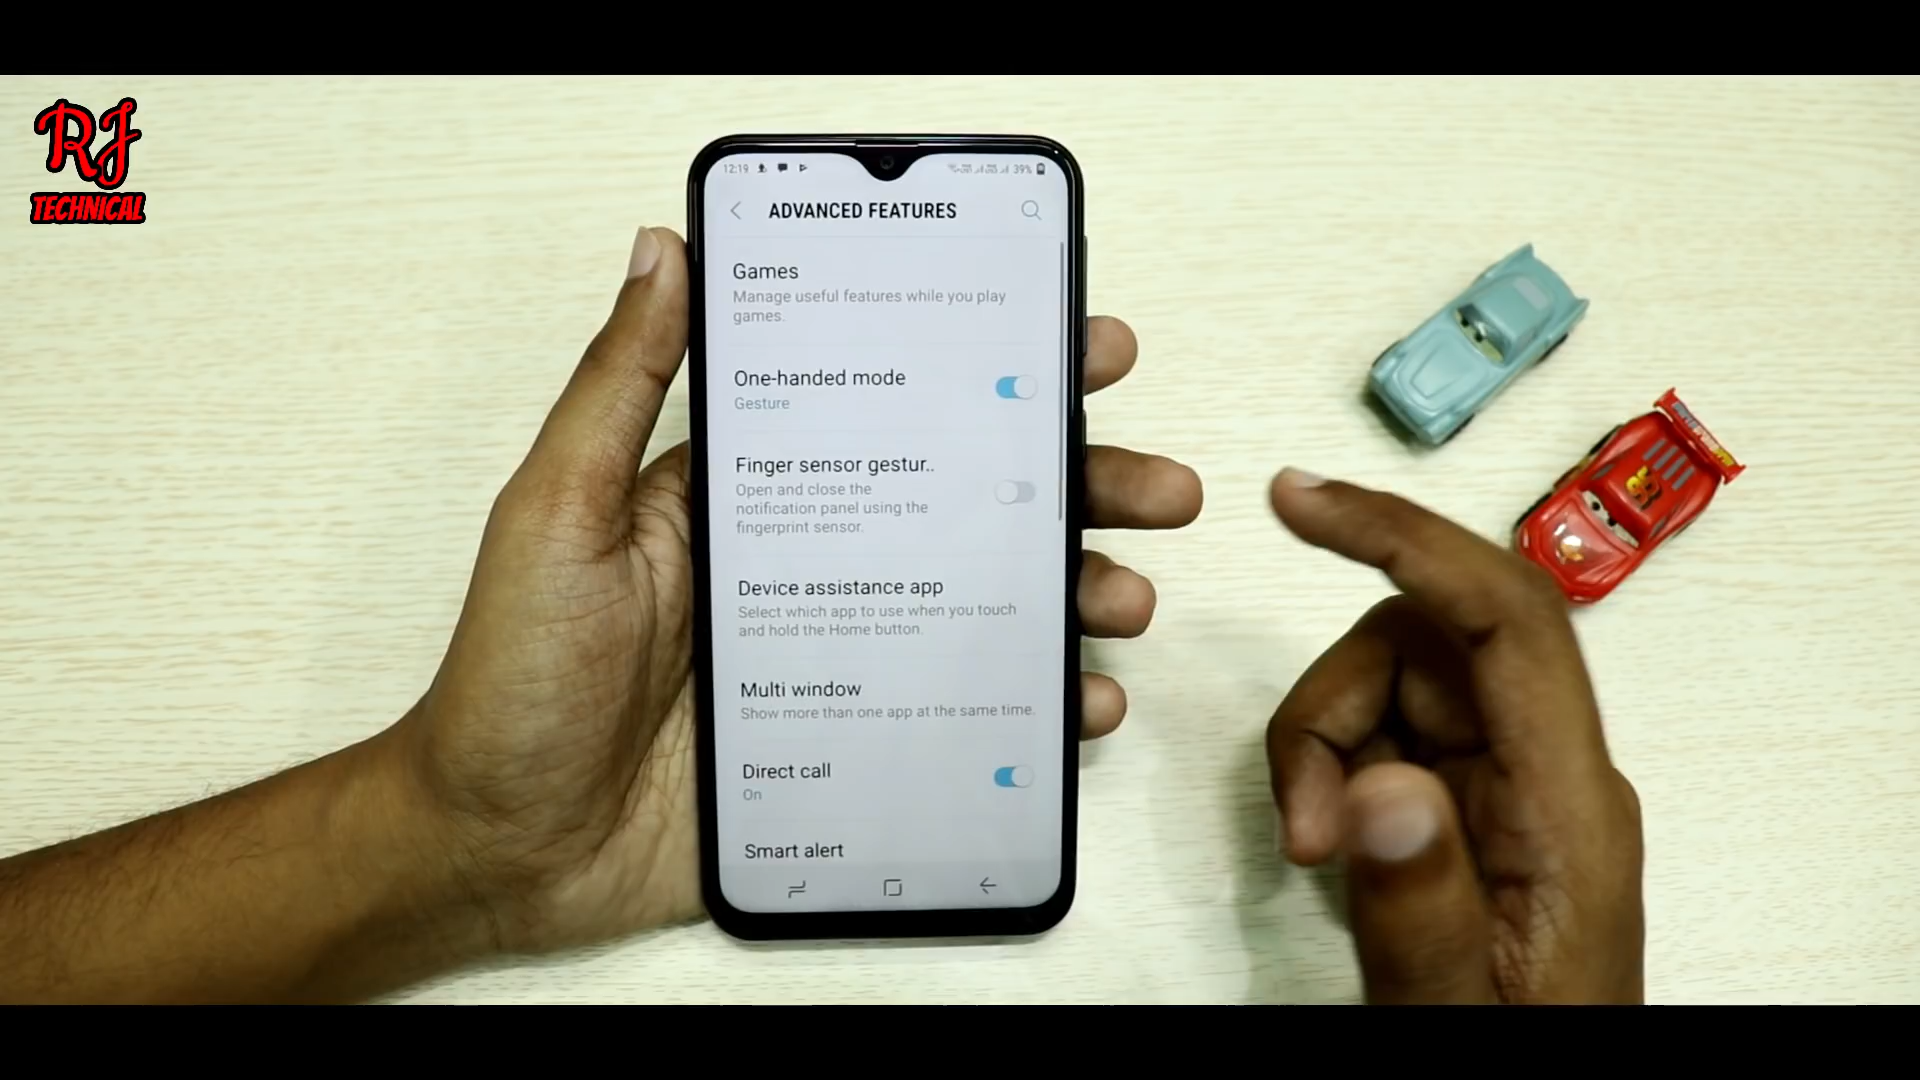 RJ
TECHNICAL
12:19
39%
ADVANCED FEATURES
Games
Manage useful features while you play
games.
One-handed mode
Gesture
Finger sensor gestur..
Open and close the
notification panel using the
fingerprint sensor.
Device assistance app
Select which app to use when you touch
and hold the Home button.
Multi window
Show more than one app at the same time.
Direct call
On
Smart alert
95